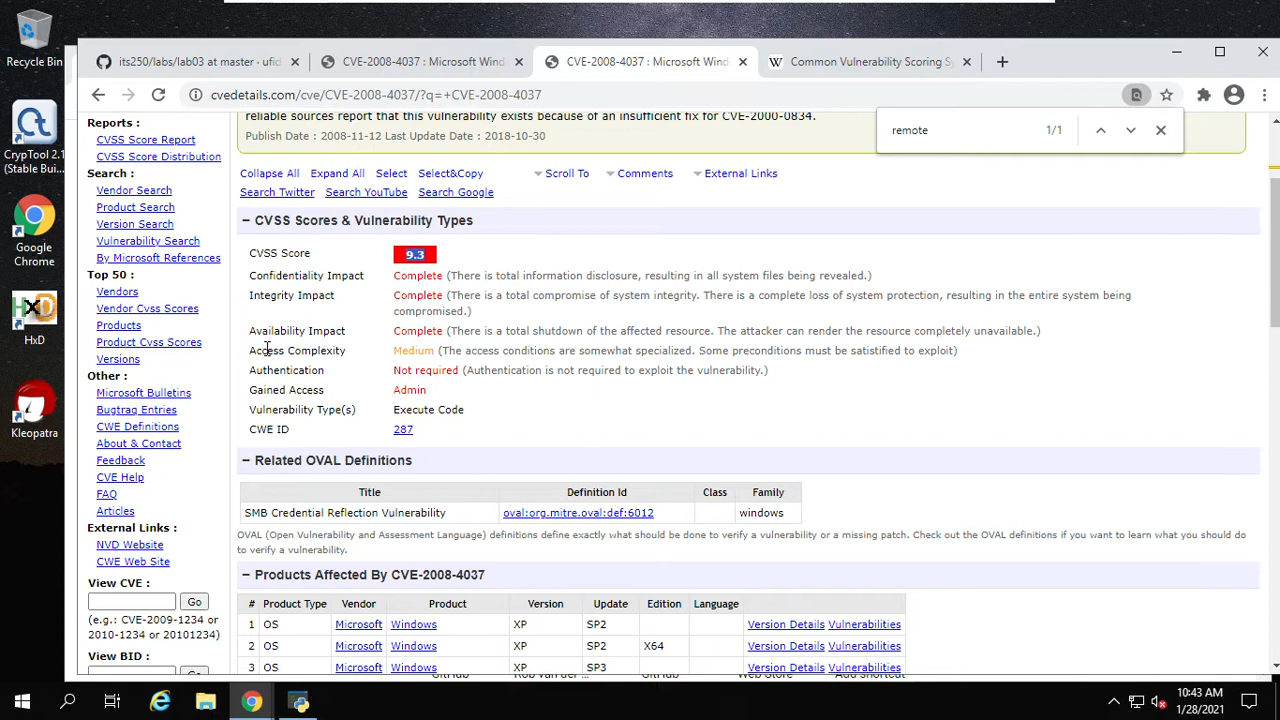 Recycle Bin
CrypTool 2.1
(Stable Bui...
Google
Chrome
HxD
Kleopatra
its250/labs/lab03 at master · ufid
CVE-2008-4037 : Microsoft Wind
CVE-2008-4037 : Microsoft Wind
Common Vulnerability Scoring Sy
cvedetails.com/cve/CVE-2008-4037/?q=+CVE-2008-4037
remote 1/1
Reports :
CVSS Score Report
CVSS Score Distribution
Search :
Vendor Search
Product Search
Version Search
Vulnerability Search
By Microsoft References
Top 50 :
Vendors
Vendor Cvss Scores
Products
Product Cvss Scores
Versions
Other :
Microsoft Bulletins
Bugtraq Entries
CWE Definitions
About & Contact
Feedback
CVE Help
FAQ
Articles
External Links :
NVD Website
CWE Web Site
View CVE :
Go
(e.g.: CVE-2009-1234 or
2010-1234 or 20101234)
View BID :
reliable sources report that this vulnerability exists because of an insufficient fix for CVE-2000-0834.
Publish Date : 2008-11-12 Last Update Date : 2018-10-30
Collapse All Expand All Select Select&Copy Scroll To Comments External Links
Search Twitter Search YouTube Search Google
− CVSS Scores & Vulnerability Types
CVSS Score 9.3
Confidentiality Impact Complete (There is total information disclosure, resulting in all system files being revealed.)
Integrity Impact Complete (There is a total compromise of system integrity. There is a complete loss of system protection, resulting in the entire system being
compromised.)
Availability Impact Complete (There is a total shutdown of the affected resource. The attacker can render the resource completely unavailable.)
Access Complexity Medium (The access conditions are somewhat specialized. Some preconditions must be satistified to exploit)
Authentication Not required (Authentication is not required to exploit the vulnerability.)
Gained Access Admin
Vulnerability Type(s) Execute Code
CWE ID 287
− Related OVAL Definitions
Title Definition Id Class Family
SMB Credential Reflection Vulnerability oval:org.mitre.oval:def:6012 windows
OVAL (Open Vulnerability and Assessment Language) definitions define exactly what should be done to verify a vulnerability or a missing patch. Check out the OVAL definitions if you want to learn what you should do
to verify a vulnerability.
− Products Affected By CVE-2008-4037
# Product Type Vendor Product Version Update Edition Language
1 OS Microsoft Windows XP SP2 Version Details Vulnerabilities
2 OS Microsoft Windows XP SP2 X64 Version Details Vulnerabilities
3 OS Microsoft Windows XP SP3 Version Details Vulnerabilities
10:43 AM
1/28/2021